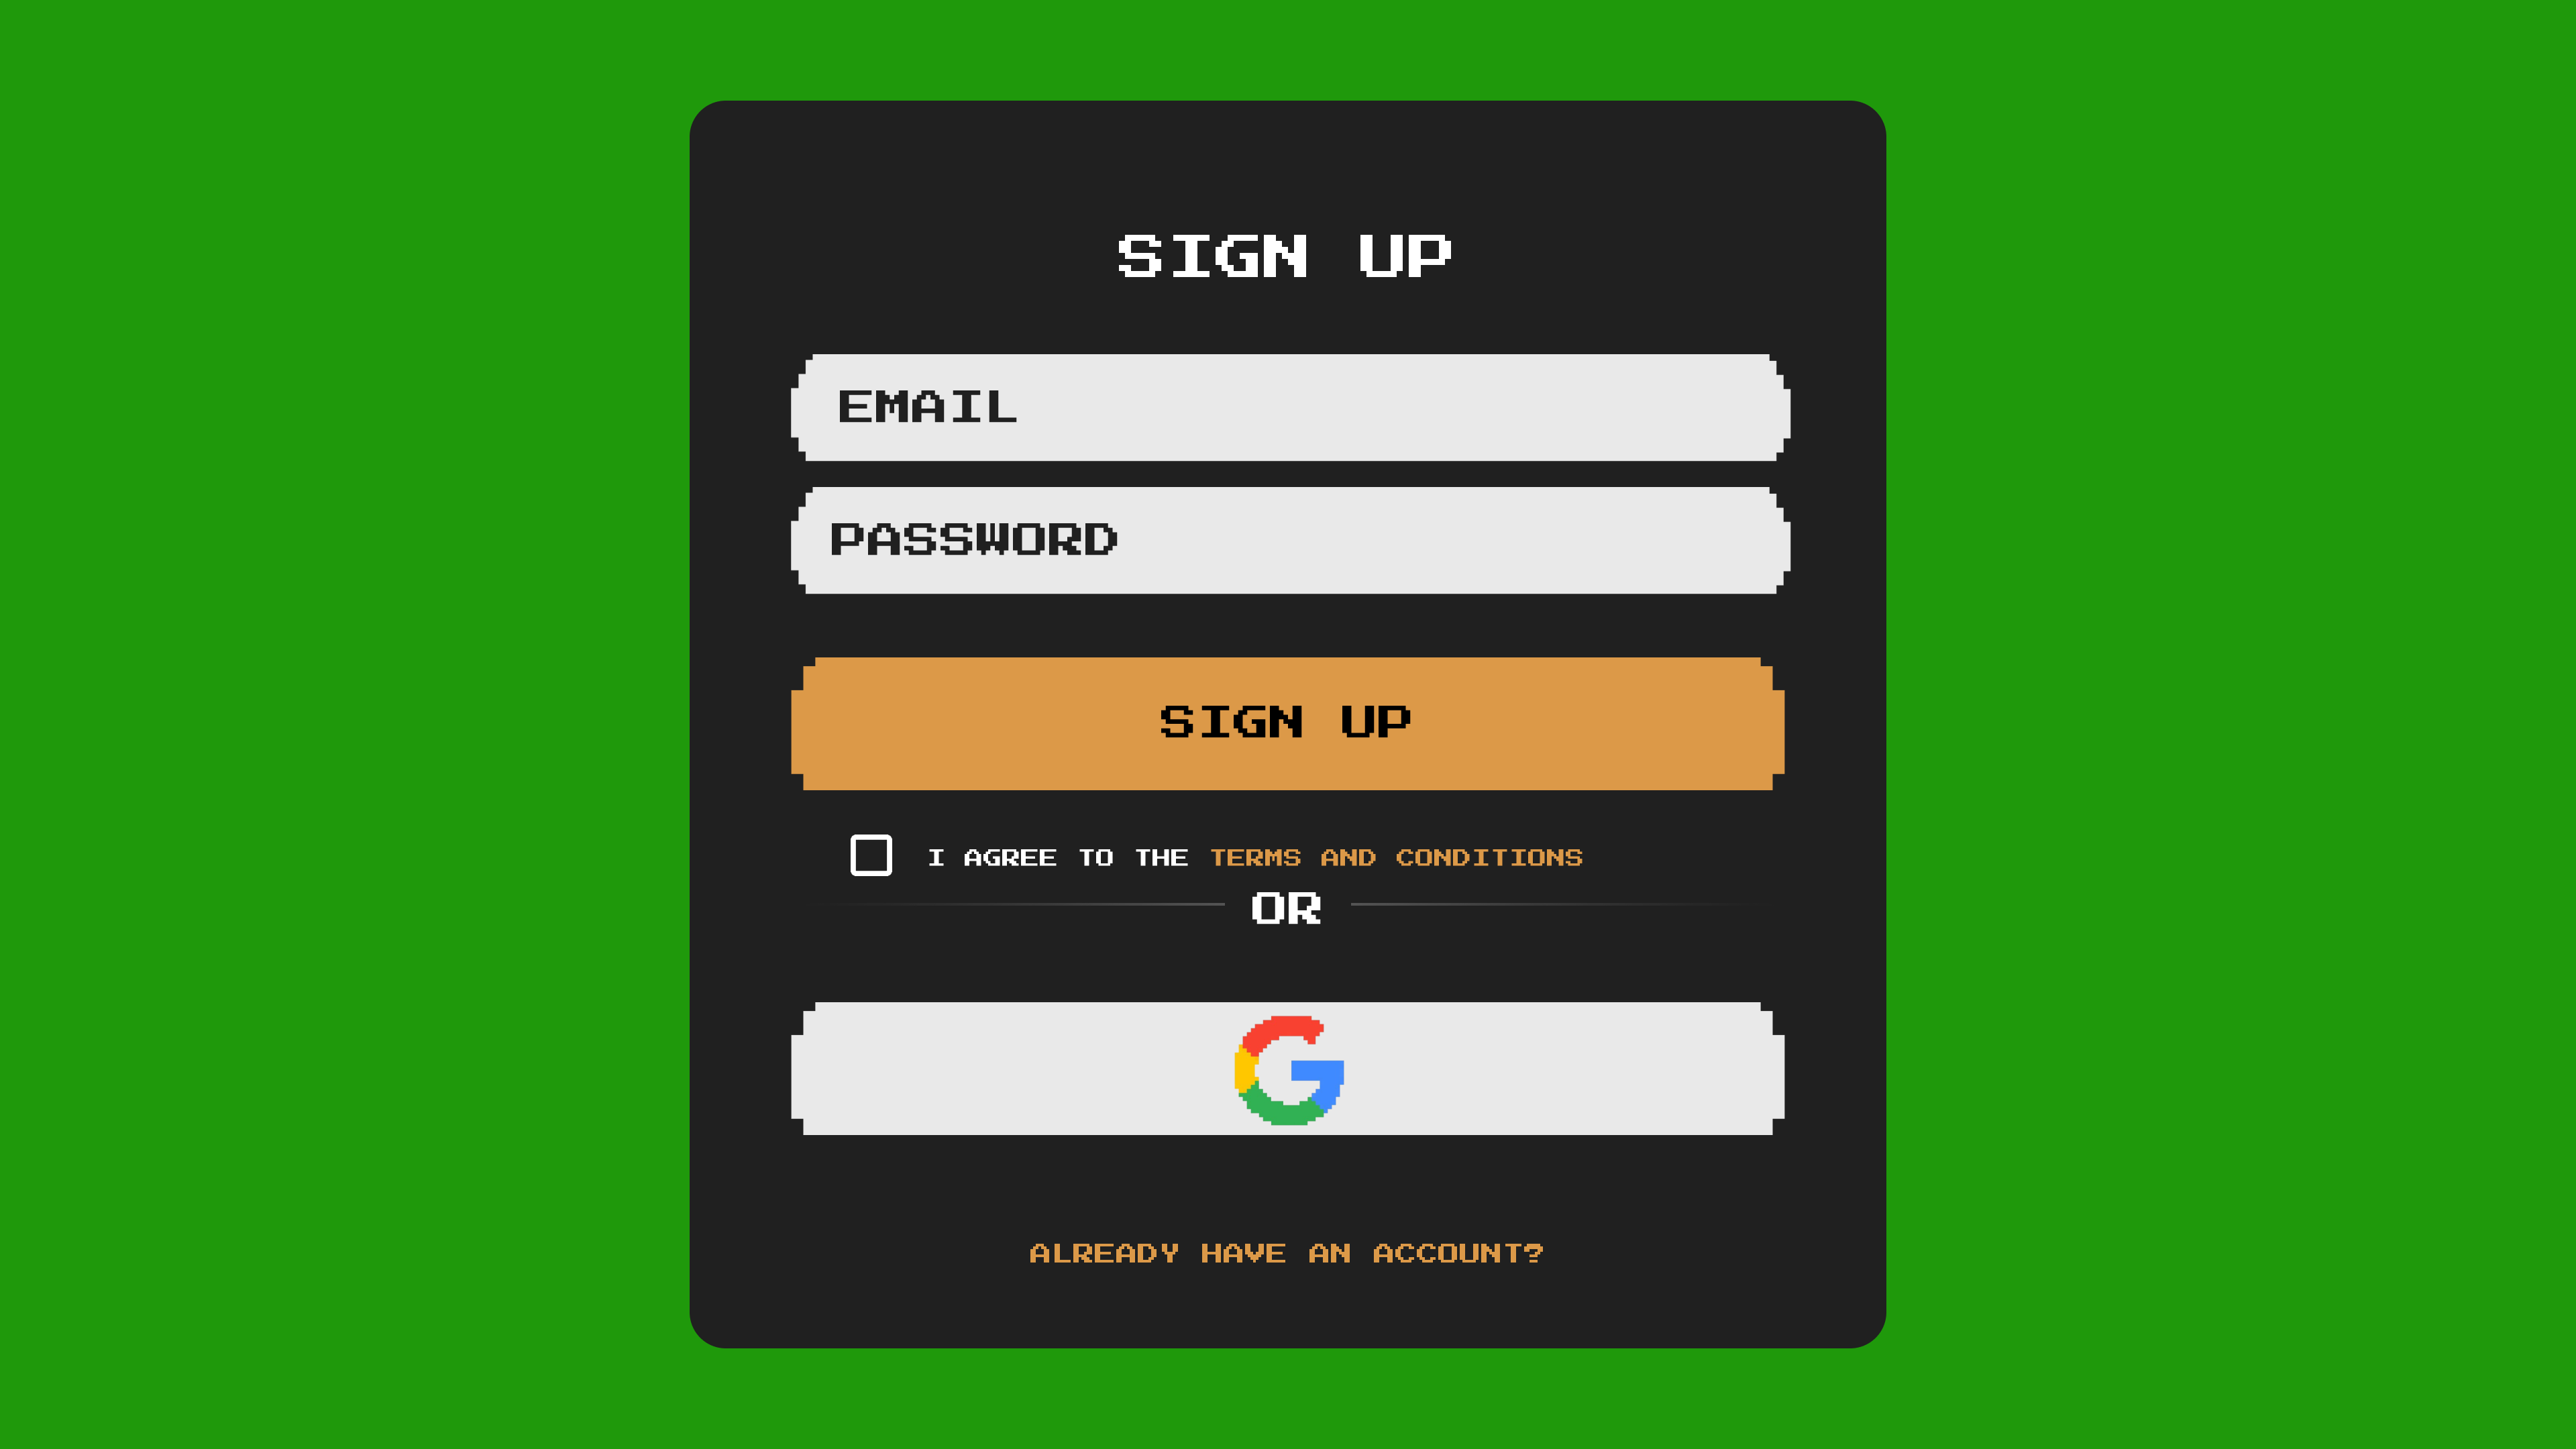 SIGN UP
EMAIL
PASSWORD
SIGN UP
I AGREE TO THE TERMS AND CONDITIONS
OR
G
ALREADY HAVE AN ACCOUNT?